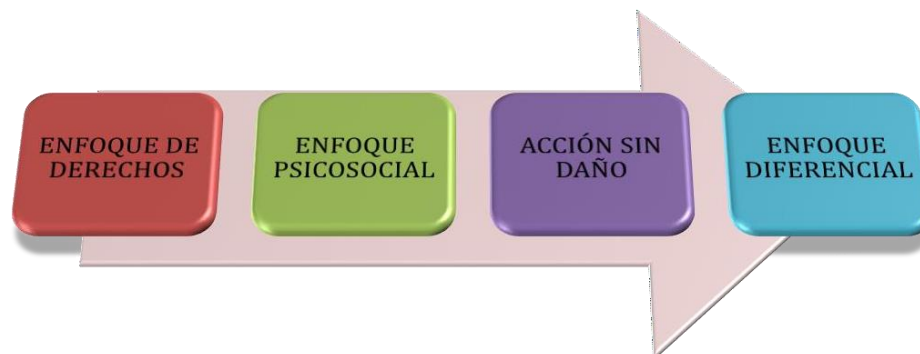 ENFOQUE DE
DERECHOS
ENFOQUE
PSICOSOCIAL
ACCIÓN SIN
DAÑO
ENFOQUE
DIFERENCIAL